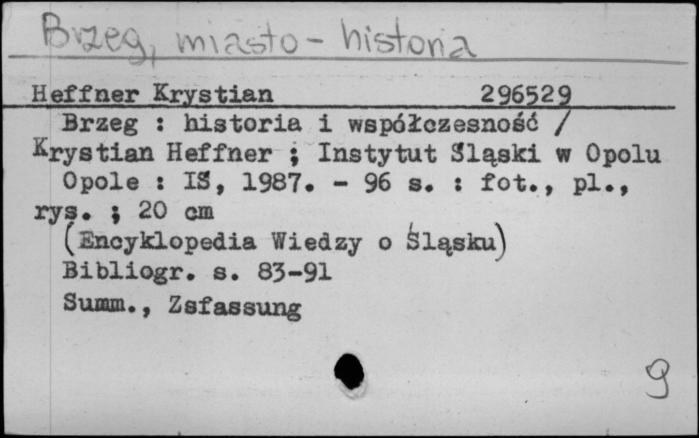 Brzeg, miasto - historia
Heffner Krystian 296529
Brzeg : historia i współczesność /
Krystian Heffner ; Instytut Śląski w Opolu
Opole : IŚ, 1987. - 96 s. : fot., pl.,
rys. ; 20 cm
(Encyklopedia Wiedzy o Śląsku)
Bibliogr. s. 83-91
Summ., Zsfassung
9